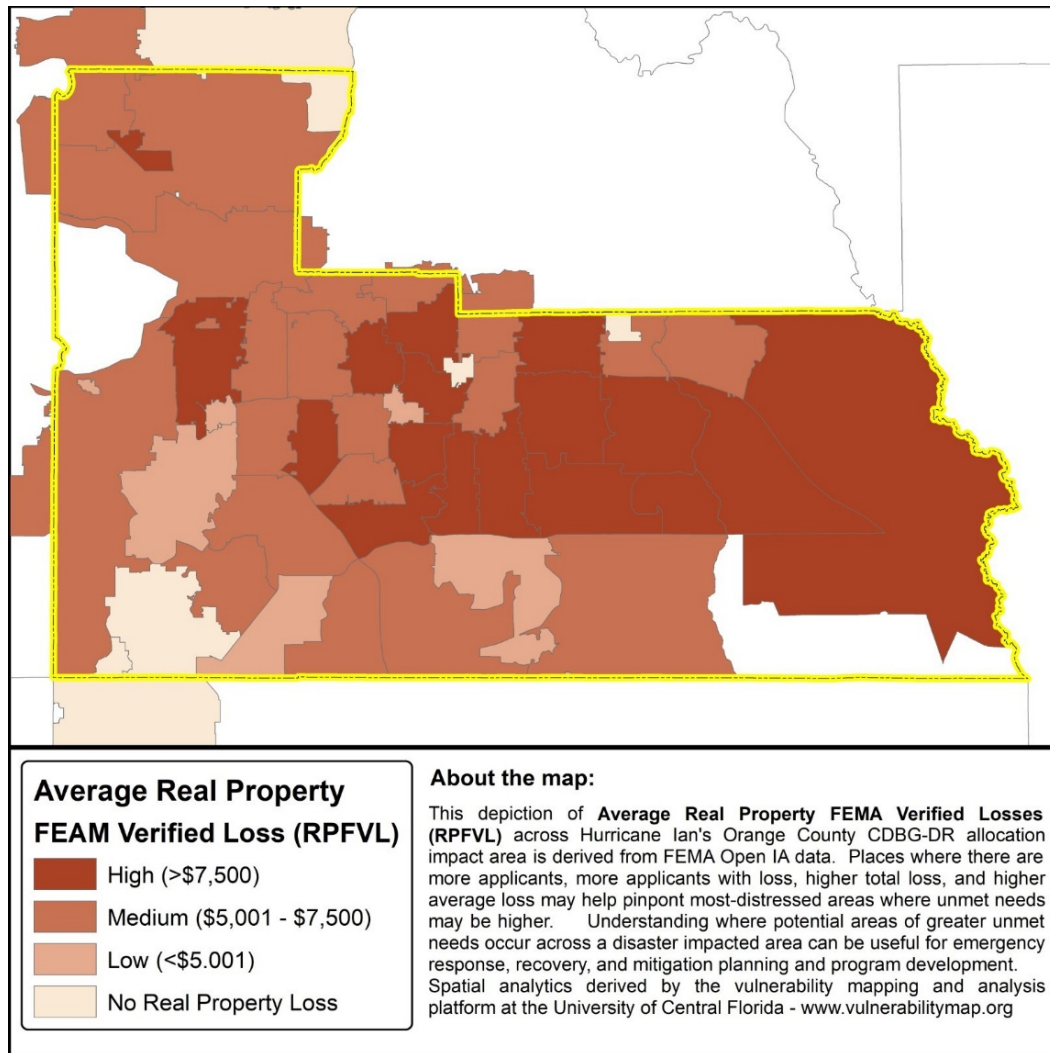 Average Real Property
FEAM Verified Loss (RPFVL)
High (>$7,500)
Medium ($5,001 - $7,500)
Low (<$5.001)
No Real Property Loss
About the map:
This depiction of Average Real Property FEMA Verified Losses
(RPFVL) across Hurricane Ian's Orange County CDBG-DR allocation
impact area is derived from FEMA Open IA data. Places where there are
more applicants, more applicants with loss, higher total loss, and higher
average loss may help pinpont most-distressed areas where unmet needs
may be higher. Understanding where potential areas of greater unmet
needs occur across a disaster impacted area can be useful for emergency
response, recovery, and mitigation planning and program development.
Spatial analytics derived by the vulnerability mapping and analysis
platform at the University of Central Florida - www.vulnerabilitymap.org